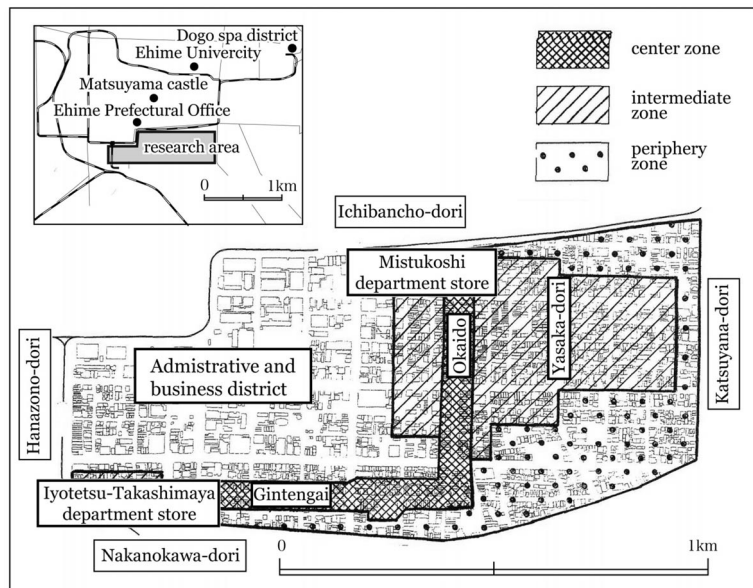 Dogo spa district
Ehime Univercity
Matsuyama castle
Ehime Prefectural Office
research area
0 1km
center zone
intermediate
zone
periphery
zone
Ichibancho-dori
Mistukoshi
department store
Okaido
Yasaka-dori
Katsuyana-dori
Hanazono-dori
Admistrative and
business district
Iyotetsu-Takashimaya
department store
Gintengai
Nakanokawa-dori
0 1km